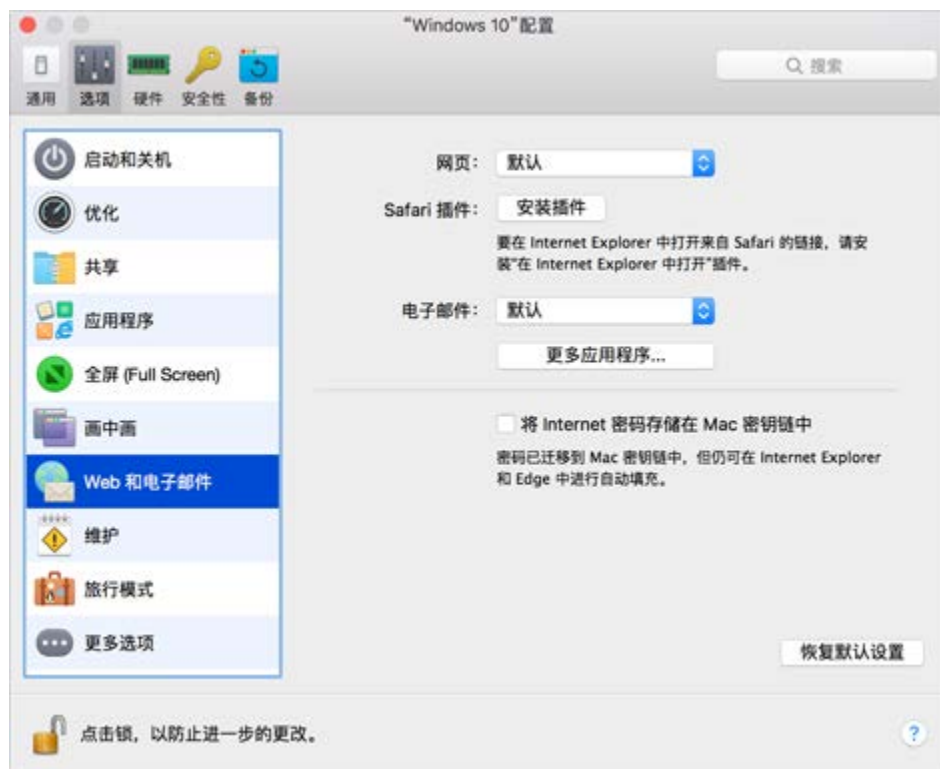 “Windows 10”配置
通用
选项
硬件
安全性
备份
搜索
启动和关机
优化
共享
应用程序
全屏 (Full Screen)
画中画
Web 和电子邮件
维护
旅行模式
更多选项
网页：
默认
Safari 插件：
安装插件
要在 Internet Explorer 中打开来自 Safari 的链接，请安
装“在 Internet Explorer 中打开”插件。
电子邮件：
默认
更多应用程序...
将 Internet 密码存储在 Mac 密钥链中
密码已迁移到 Mac 密钥链中，但仍可在 Internet Explorer
和 Edge 中进行自动填充。
恢复默认设置
点击锁，以防止进一步的更改。
?